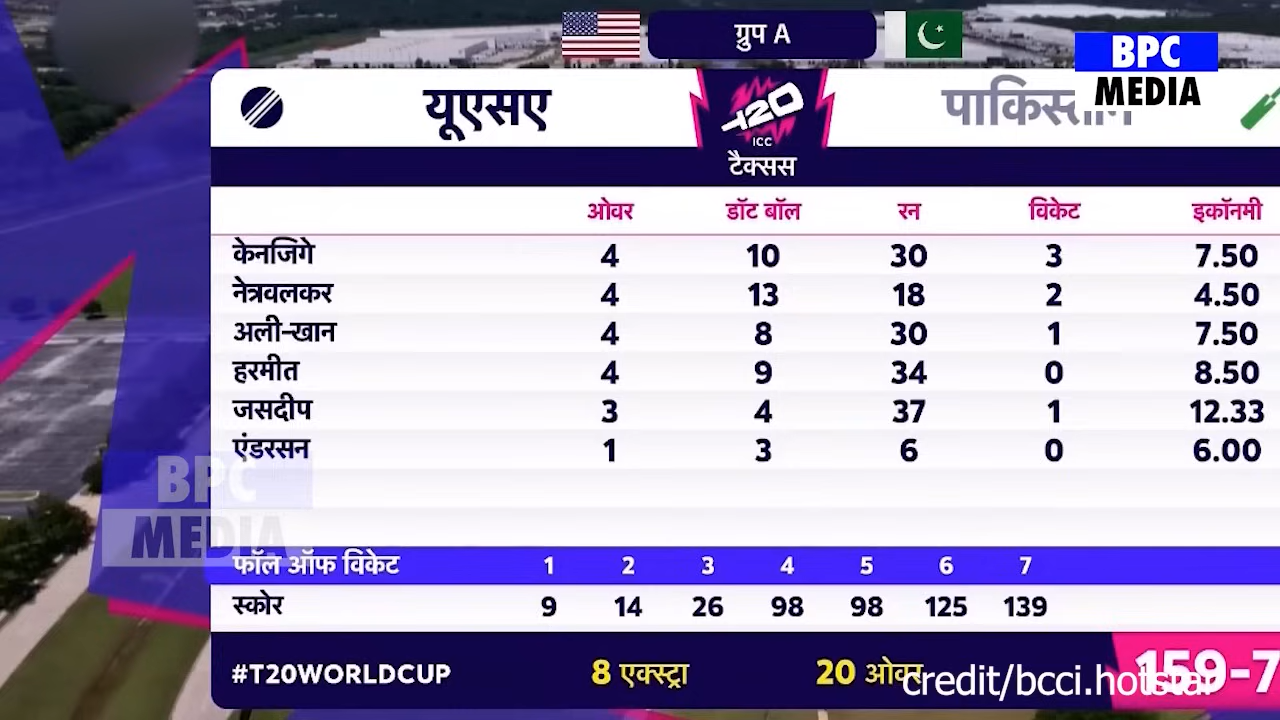 ग्रुप A
BPC
MEDIA
यूएसए
T20
ICC
पाकिस्तान
टैक्सस
ओवर डॉट बॉल रन विकेट इकॉनमी
केनजिगे 4 10 30 3 7.50
नेत्रवलकर 4 13 18 2 4.50
अली-खान 4 8 30 1 7.50
हरमीत 4 9 34 0 8.50
जसदीप 3 4 37 1 12.33
एंडरसन 1 3 6 0 6.00
BPC
MEDIA
फॉल ऑफ विकेट 1 2 3 4 5 6 7
स्कोर 9 14 26 98 98 125 139
#T20WORLDCUP 8 एक्स्ट्रा 20 ओवर 159-7
credit/bcci.hotstar